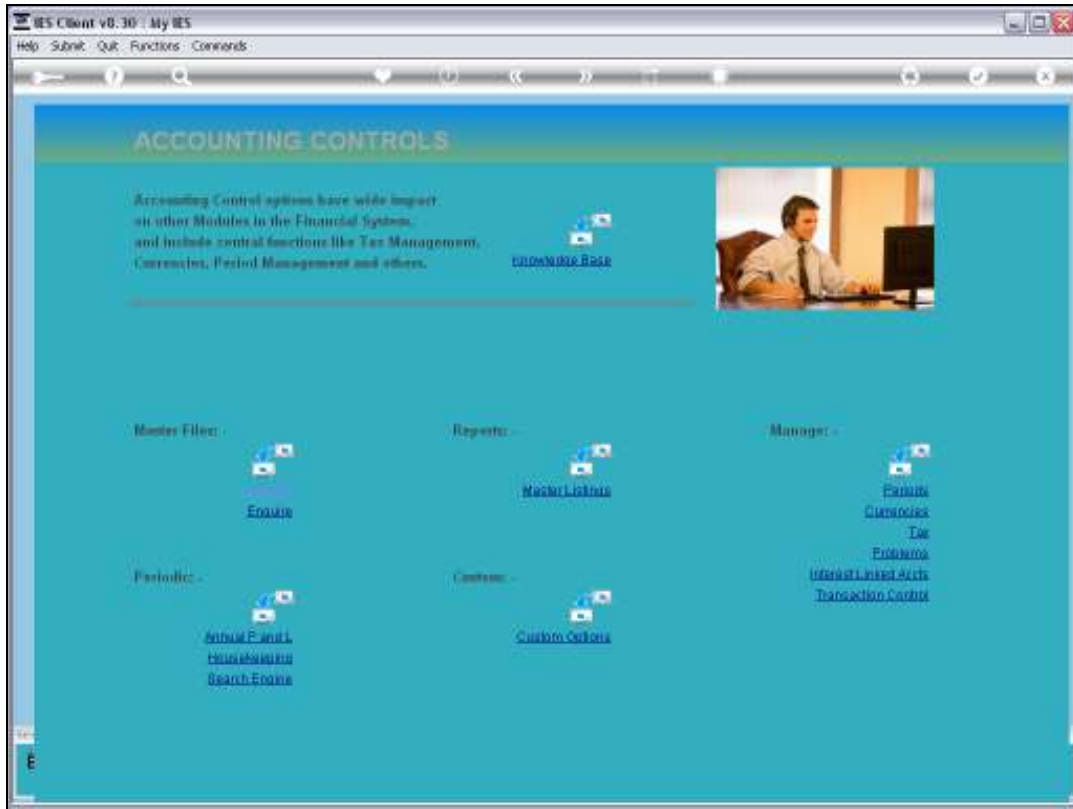 IES Client v8.30 : My IES
Help Submit Quit Functions Commands
ACCOUNTING CONTROLS
Accounting Control options have wide impact
on other Modules in the Financial System,
and include central functions like Tax Management,
Currencies, Period Management and others.
Knowledge Base
Master Files: -
Reports: -
Manage: -
Master Listings
Enquire
Periods
Currencies
Tax
Problems
Interest Linked Accts
Transaction Control
Periodic: -
Custom: -
Annual P and L
Housekeeping
Search Engine
Custom Options